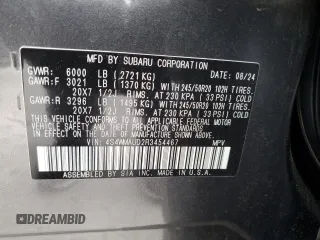 MFD BY SUBARU CORPORATION DATE: 08/24
GVWR: 6000 LB (2721 KG)
GAWR:F 3021 LB (1370 KG) WITH 245/50R20 102H TIRES,
20X7 1/2J RIMS, AT 230 KPA ( 33 PSI) COLD
GAWR:R 3296 LB (1495 KG) WITH 245/50R20 102H TIRES,
20X7 1/2J RIMS, AT 230 KPA ( 33 PSI) COLD
THIS VEHICLE CONFORMS TO ALL APPLICABLE FEDERAL MOTOR
VEHICLE SAFETY AND THEFT PREVENTION STANDARDS
IN EFFECT ON THE DATE OF MANUFACTURE SHOWN ABOVE.
VIN: 4S4WMAUD2R3454467 MPV
ASSEMBLED BY SIA INC. MADE IN U.S.A.
© DREAMBID
DREAMBID.COM